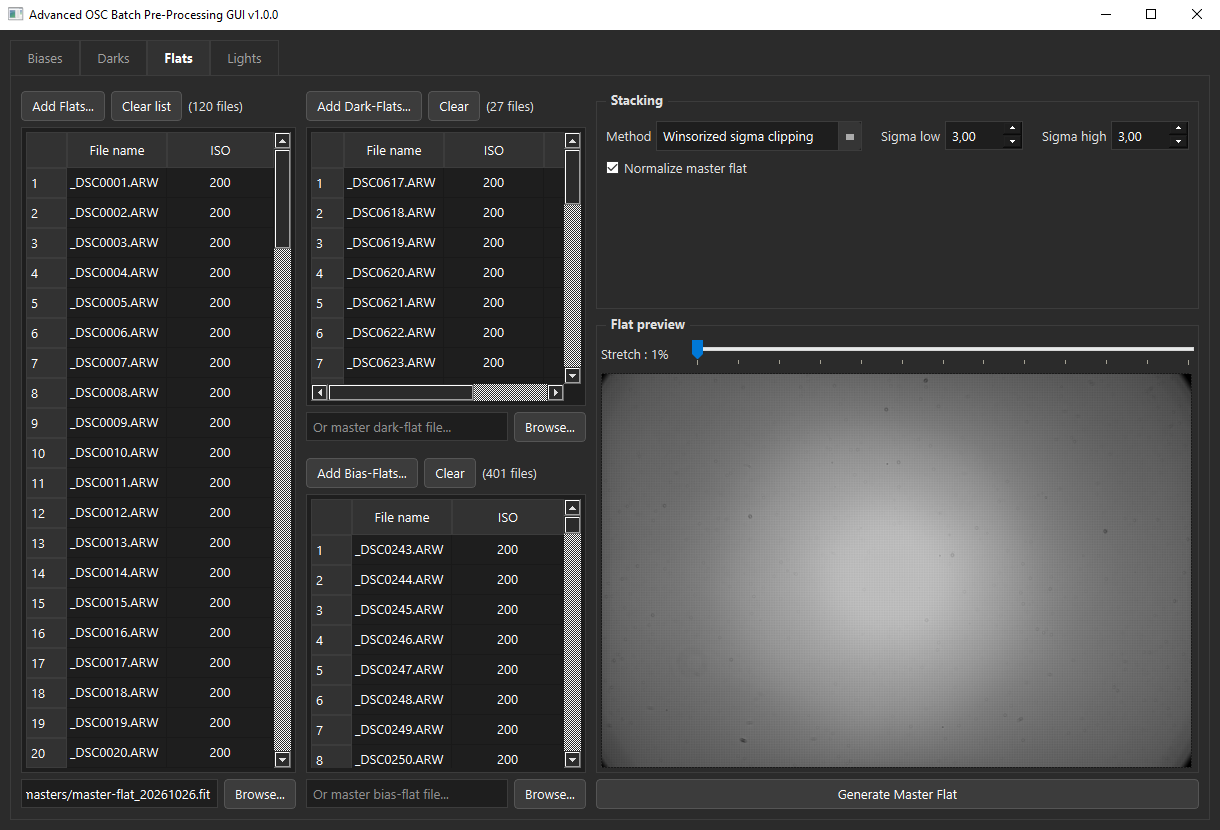 Advanced OSC Batch Pre-Processing GUI v1.0.0
Biases Darks Flats Lights
Add Flats... Clear list (120 files)
File name ISO
1 _DSC0001.ARW 200
2 _DSC0002.ARW 200
3 _DSC0003.ARW 200
4 _DSC0004.ARW 200
5 _DSC0005.ARW 200
6 _DSC0006.ARW 200
7 _DSC0007.ARW 200
8 _DSC0008.ARW 200
9 _DSC0009.ARW 200
10 _DSC0010.ARW 200
11 _DSC0011.ARW 200
12 _DSC0012.ARW 200
13 _DSC0013.ARW 200
14 _DSC0014.ARW 200
15 _DSC0015.ARW 200
16 _DSC0016.ARW 200
17 _DSC0017.ARW 200
18 _DSC0018.ARW 200
19 _DSC0019.ARW 200
20 _DSC0020.ARW 200
nasters/master-flat_20261026.fit Browse...
Add Dark-Flats... Clear (27 files)
File name ISO
1 _DSC0617.ARW 200
2 _DSC0618.ARW 200
3 _DSC0619.ARW 200
4 _DSC0620.ARW 200
5 _DSC0621.ARW 200
6 _DSC0622.ARW 200
7 _DSC0623.ARW 200
Or master dark-flat file... Browse...
Add Bias-Flats... Clear (401 files)
File name ISO
1 _DSC0243.ARW 200
2 _DSC0244.ARW 200
3 _DSC0245.ARW 200
4 _DSC0246.ARW 200
5 _DSC0247.ARW 200
6 _DSC0248.ARW 200
7 _DSC0249.ARW 200
8 _DSC0250.ARW 200
Or master bias-flat file... Browse...
Stacking
Method Winsorized sigma clipping Sigma low 3,00 Sigma high 3,00
Normalize master flat
Flat preview
Stretch : 1%
Generate Master Flat